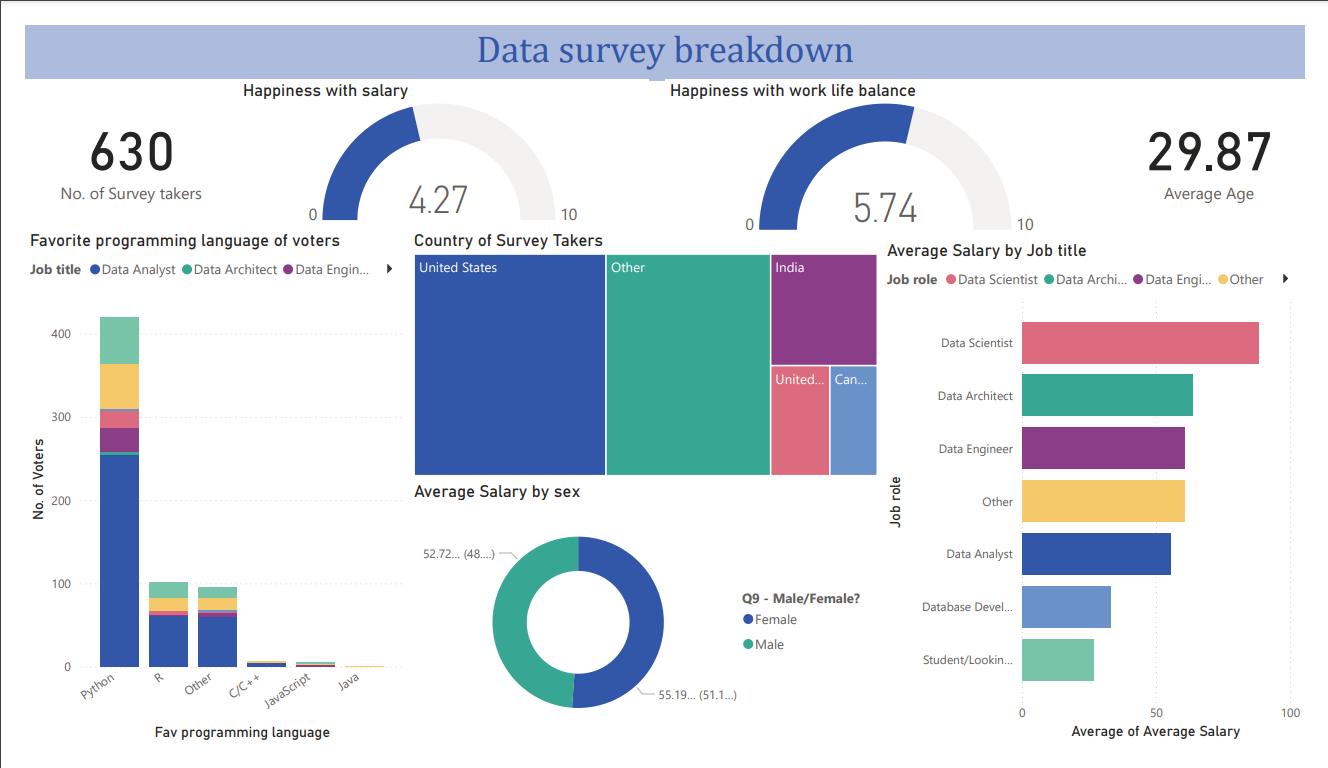 Data survey breakdown
Happiness with salary
Happiness with work life balance
630
No. of Survey takers
0
4.27
10
0
5.74
10
29.87
Average Age
Favorite programming language of voters
Job title Data Analyst Data Architect Data Engin...
No. of Voters
400
300
200
100
0
Python
R
Other
C/C++
JavaScript
Java
Fav programming language
Country of Survey Takers
United States
Other
India
United...
Can...
Average Salary by sex
52.72... (48....)
55.19... (51.1...)
Q9 - Male/Female?
Female
Male
Average Salary by Job title
Job role Data Scientist Data Archi... Data Engi... Other
Job role
Data Scientist
Data Architect
Data Engineer
Other
Data Analyst
Database Devel...
Student/Lookin...
0
50
100
Average of Average Salary